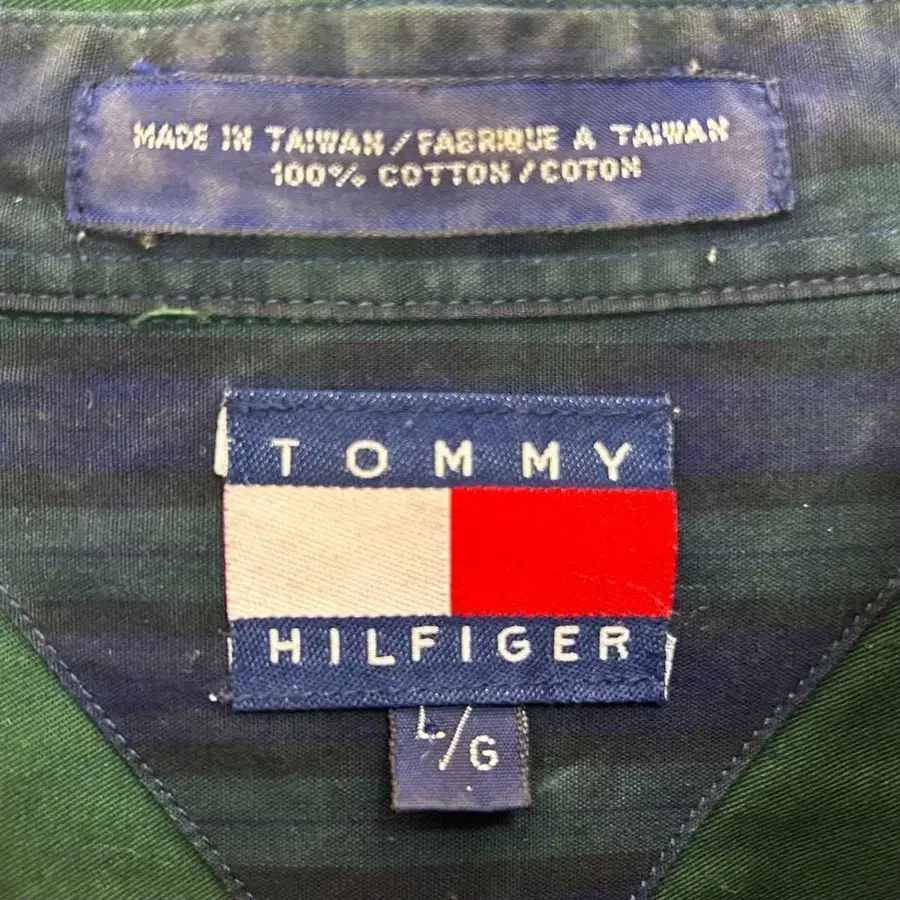 MADE IN TAIWAN / FABRIQUE A TAIWAN
100% COTTON / COTON
TOMMY
HILFIGER
L/G